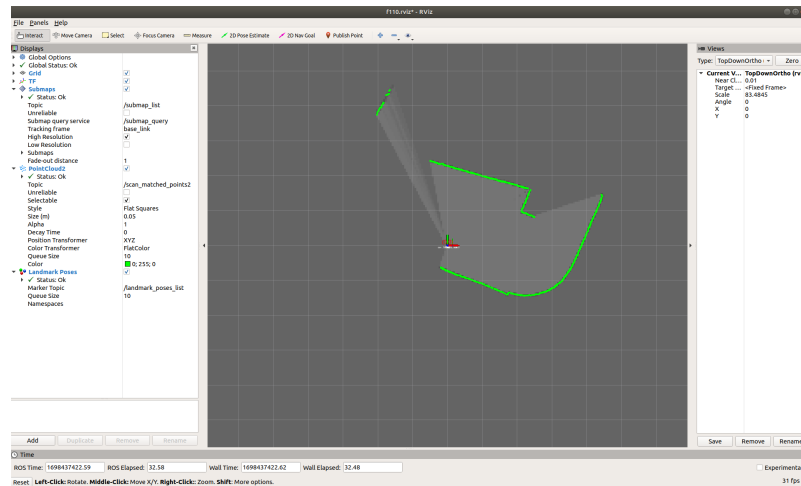 f110.rviz* - RViz
File Panels Help
Interact Move Camera Select Focus Camera Measure 2D Pose Estimate 2D Nav Goal Publish Point
Displays
Global Options
Global Status: Ok
Grid
TF
Submaps
Status: Ok
Topic /submap_list
Unreliable
Submap query service /submap_query
Tracking frame base_link
High Resolution
Low Resolution
Submaps
Fade-out distance 1
PointCloud2
Status: Ok
Topic /scan_matched_points2
Unreliable
Selectable
Style Flat Squares
Size (m) 0.05
Alpha 1
Decay Time 0
Position Transformer XYZ
Color Transformer FlatColor
Queue Size 10
Color 0; 255; 0
Landmark Poses
Status: Ok
Marker Topic /landmark_poses_list
Queue Size 10
Namespaces
Add Duplicate Remove Rename
Views
Type: TopDownOrtho Zero
Current V... TopDownOrtho (rv
Near Cl... 0.01
Target ... <Fixed Frame>
Scale 83.4845
Angle 0
X 0
Y 0
Save Remove Rename
Time
ROS Time: 1698437422.59 ROS Elapsed: 32.58 Wall Time: 1698437422.62 Wall Elapsed: 32.48 Experimenta
Reset Left-Click: Rotate. Middle-Click: Move X/Y. Right-Click:: Zoom. Shift: More options. 31 fps